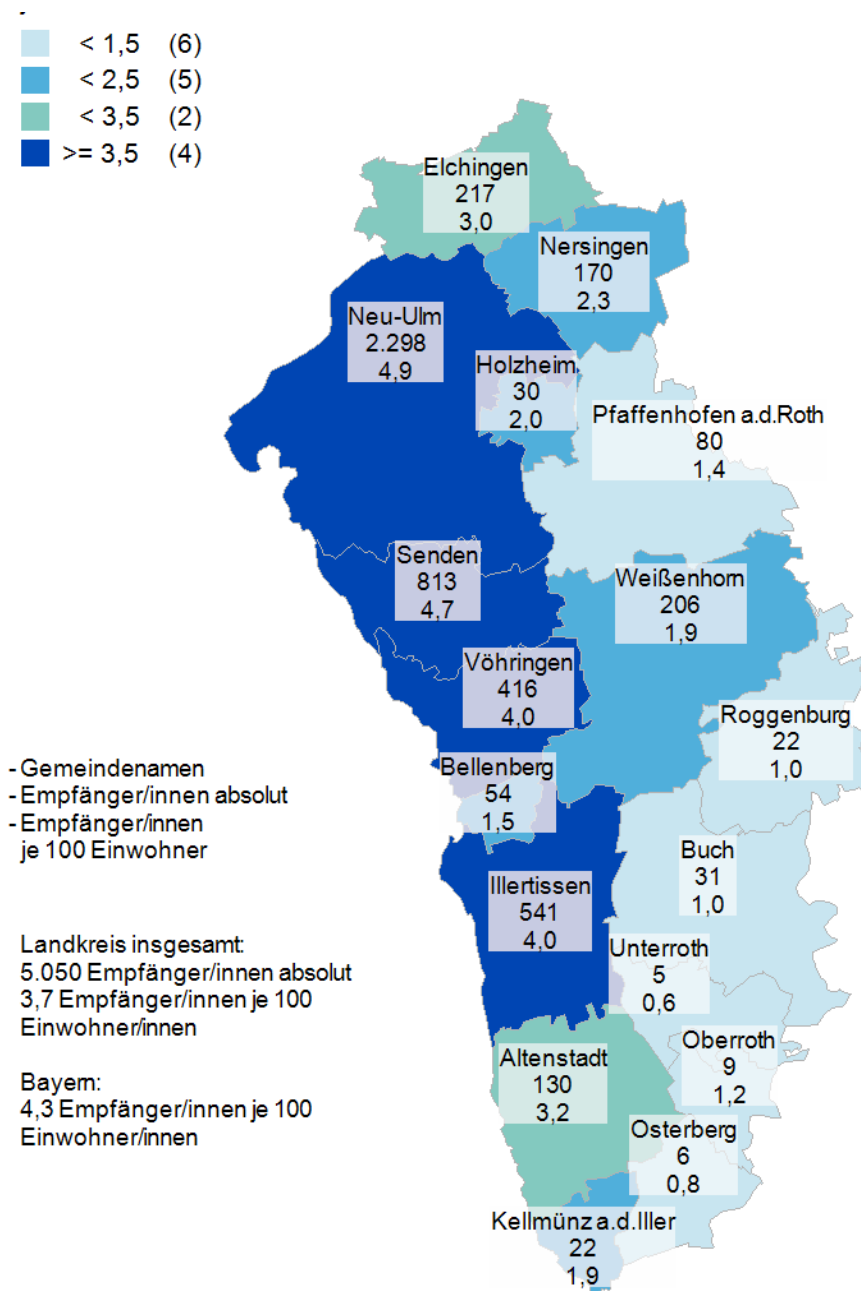 < 1,5 (6)
< 2,5 (5)
< 3,5 (2)
>= 3,5 (4)
Elchingen
217
3,0
Nersingen
170
2,3
Neu-Ulm
2.298
4,9
Holzheim
30
2,0
Pfaffenhofen a.d.Roth
80
1,4
Senden
813
4,7
Weißenhorn
206
1,9
Vöhringen
416
4,0
Roggenburg
22
1,0
Bellenberg
54
1,5
- Gemeindenamen
- Empfänger/innen absolut
- Empfänger/innen
je 100 Einwohner
Buch
31
1,0
Illertissen
541
4,0
Unterroth
5
0,6
Landkreis insgesamt:
5.050 Empfänger/innen absolut
3,7 Empfänger/innen je 100
Einwohner/innen
Oberroth
9
1,2
Altenstadt
130
3,2
Bayern:
4,3 Empfänger/innen je 100
Einwohner/innen
Osterberg
6
0,8
Kellmünz a.d.Iller
22
1,9